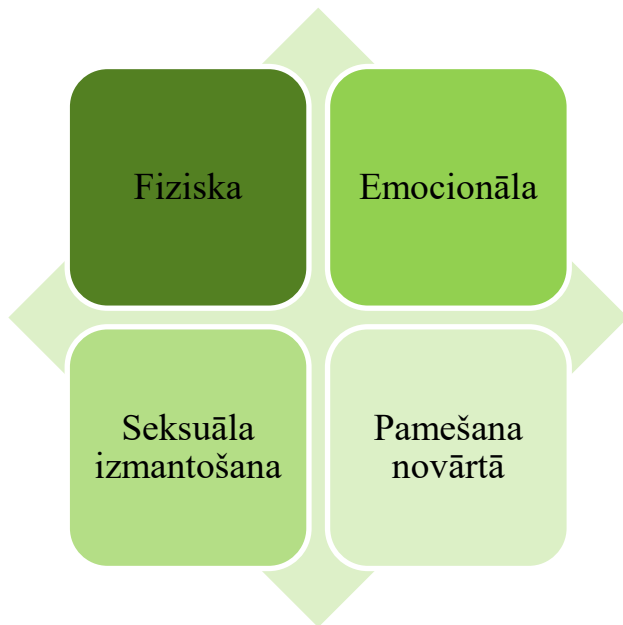 Fiziska
Emocionāla
Seksuāla
izmantošana
Pamešana
novārtā